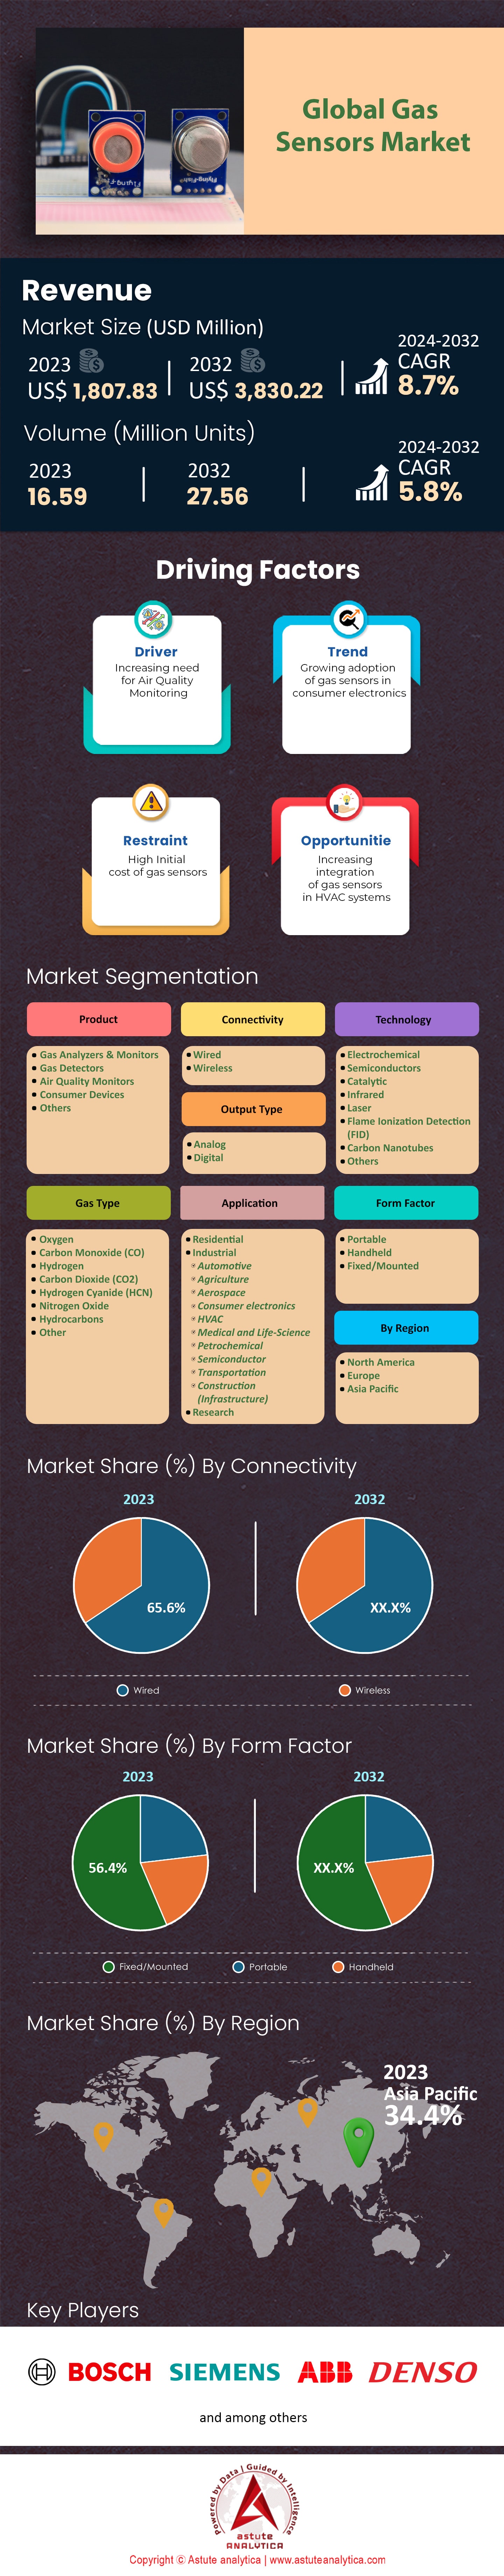 Global Gas
Sensors Market
Flying-Fish
Flying-Fish
Revenue
Market Size (USD Million)
2023
US$ 1,807.83
2032
US$ 3,830.22
2024-2032
CAGR
8.7%
Volume (Million Units)
2023
16.59
2032
27.56
2024-2032
CAGR
5.8%
Driving Factors
Driver
Increasing need
for Air Quality
Monitoring
Trend
Growing adoption
of gas sensors in
consumer electronics
Restraint
High Initial
cost of gas sensors
Opportunitie
Increasing
integration
of gas sensors
in HVAC systems
Market Segmentation
Product
Gas Analyzers & Monitors
Gas Detectors
Air Quality Monitors
Consumer Devices
Others
Connectivity
Wired
Wireless
Output Type
Analog
Digital
Technology
Electrochemical
Semiconductors
Catalytic
Infrared
Laser
Flame Ionization Detection
(FID)
Carbon Nanotubes
Others
Gas Type
Oxygen
Carbon Monoxide (CO)
Hydrogen
Carbon Dioxide (CO2)
Hydrogen Cyanide (HCN)
Nitrogen Oxide
Hydrocarbons
Other
Application
Residential
Industrial
Automotive
Agriculture
Aerospace
Consumer electronics
HVAC
Medical and Life-Science
Petrochemical
Semiconductor
Transportation
Construction
(Infrastructure)
Research
Form Factor
Portable
Handheld
Fixed/Mounted
By Region
North America
Europe
Asia Pacific
Market Share (%) By Connectivity
2023
65.6%
2032
XX.X%
Wired
Wireless
Market Share (%) By Form Factor
2023
56.4%
2032
XX.X%
Fixed/Mounted
Portable
Handheld
Market Share (%) By Region
2023
Asia Pacific
34.4%
Key Players
BOSCH
SIEMENS
ABB
DENSO
and among others
Powered by Data | Guided by Intelligence
astute
ANALYTICA
Copyright © Astute analytica | www.astuteanalytica.com